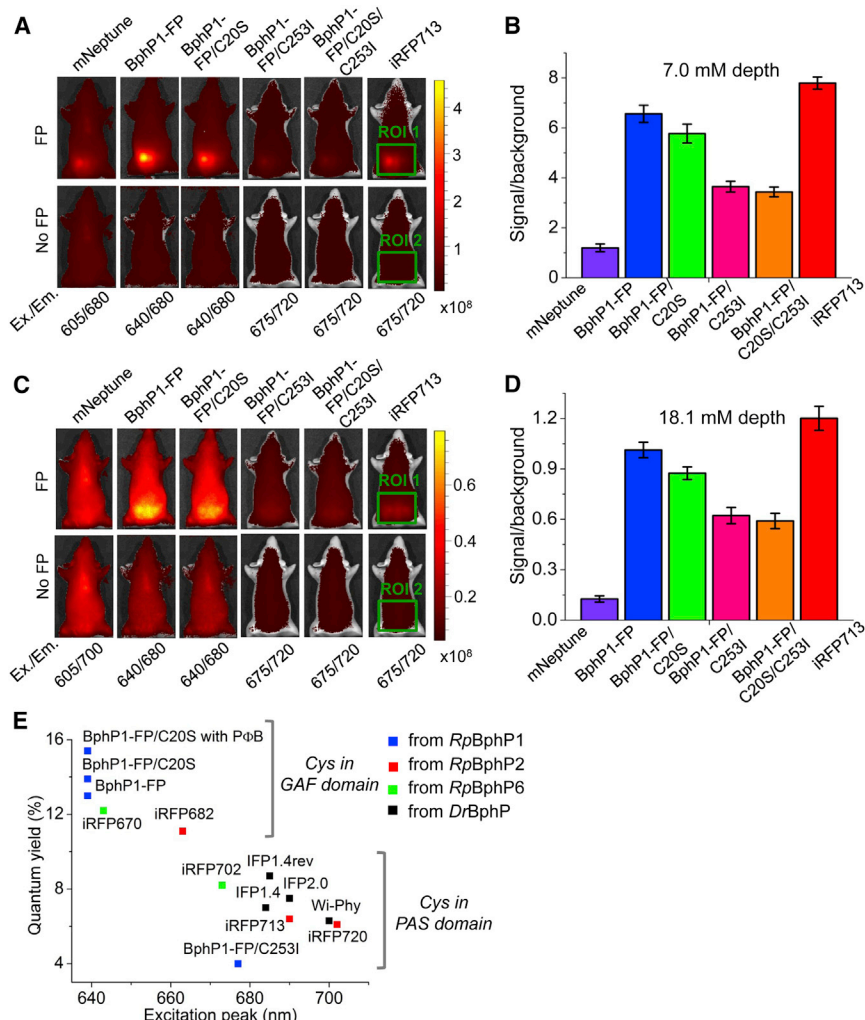 A
mNeptune
BphP1-FP
BphP1-
FP/C20S
BphP1-
FP/C253I
BphP1-
FP/C20S/
C253I
iRFP713
FP
ROI 1
No FP
ROI 2
4
3
2
1
x10⁸
Ex./Em.
605/680
640/680
640/680
675/720
675/720
675/720
B
7.0 mM depth
Signal/background
8
6
4
2
0
mNeptune
BphP1-FP
BphP1-FP/
C20S
BphP1-FP/
C253I
BphP1-FP/
C20S/C253I
iRFP713
C
mNeptune
BphP1-FP
BphP1-
FP/C20S
BphP1-
FP/C253I
BphP1-
FP/C20S/
C253I
iRFP713
FP
ROI 1
No FP
ROI 2
0.6
0.4
0.2
x10⁸
Ex./Em.
605/700
640/680
640/680
675/720
675/720
675/720
D
18.1 mM depth
Signal/background
1.2
0.9
0.6
0.3
0.0
mNeptune
BphP1-FP
BphP1-FP/
C20S
BphP1-FP/
C253I
BphP1-FP/
C20S/C253I
iRFP713
E
Quantum yield (%)
16
12
8
4
BphP1-FP/C20S with PΦB
BphP1-FP/C20S
BphP1-FP
iRFP670
iRFP682
Cys in
GAF domain
from RpBphP1
from RpBphP2
from RpBphP6
from DrBphP
iRFP702
IFP1.4rev
IFP1.4
IFP2.0
iRFP713
Wi-Phy
iRFP720
BphP1-FP/C253I
Cys in
PAS domain
640
660
680
700
Excitation peak (nm)